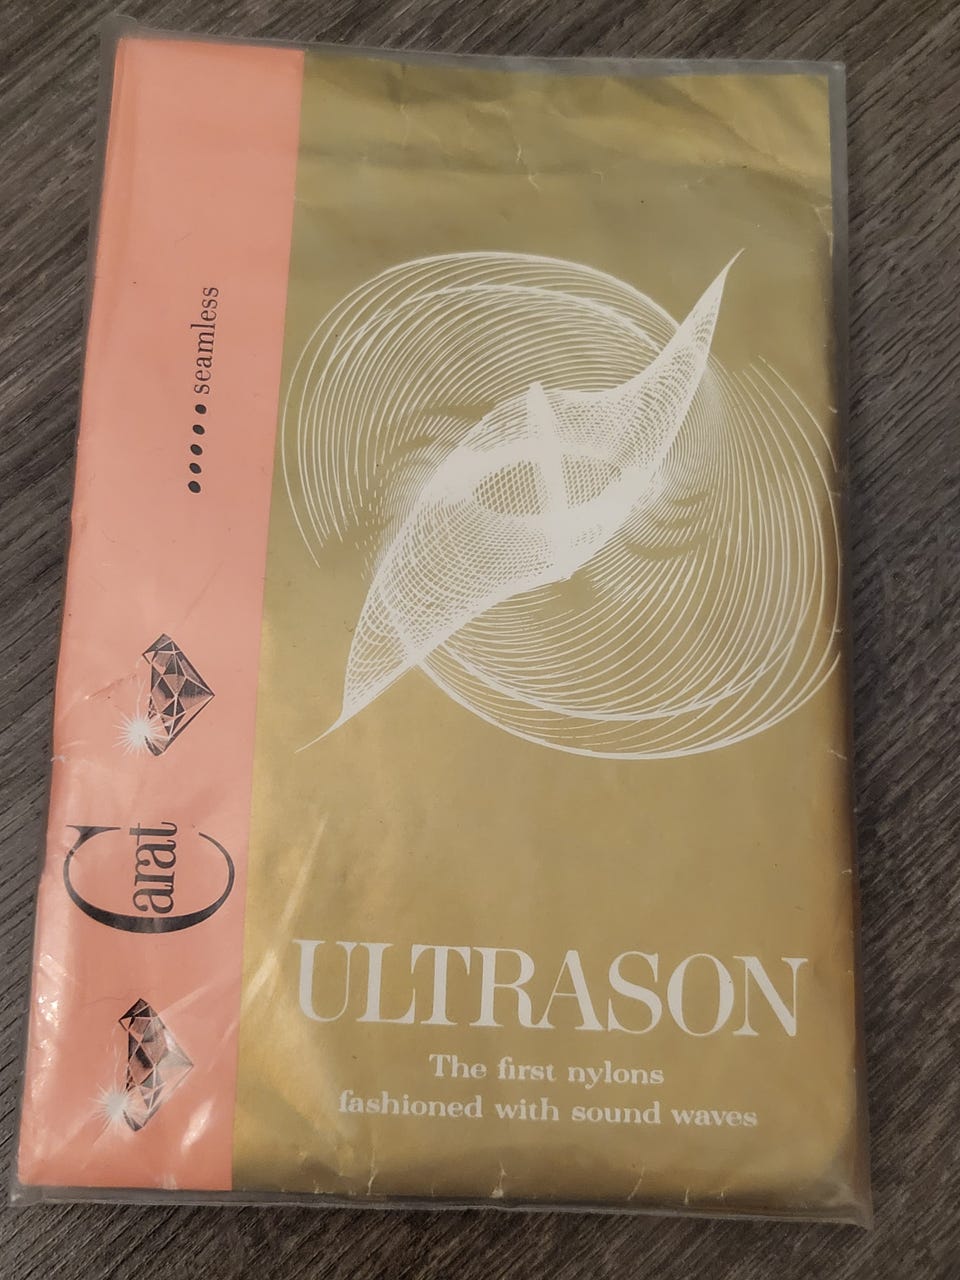 •••••• seamless
Carat
ULTRASON
The first nylons
fashioned with sound waves